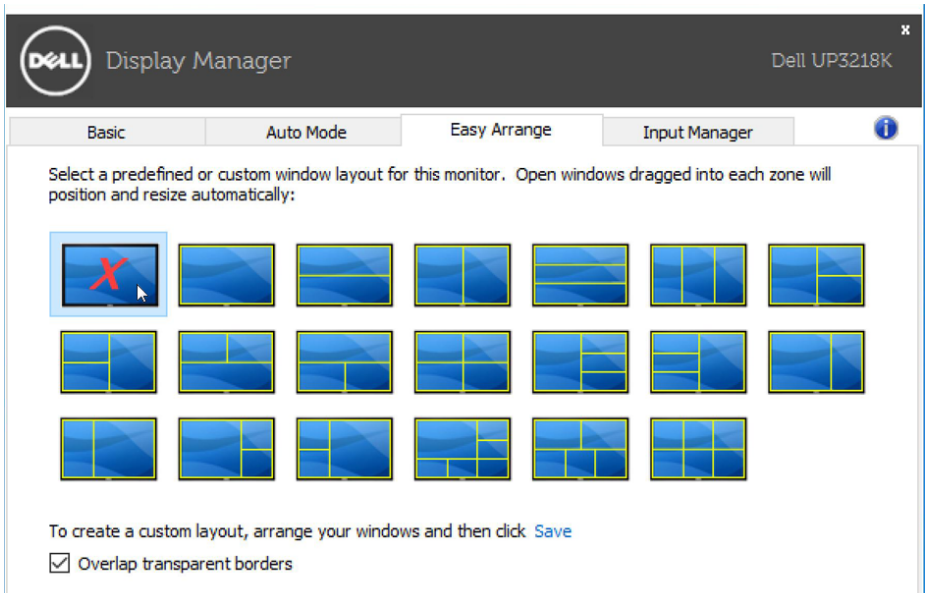 x
DELL
Display Manager
Dell UP3218K
Basic
Auto Mode
Easy Arrange
Input Manager
i
Select a predefined or custom window layout for this monitor.  Open windows dragged into each zone will
position and resize automatically:
X
To create a custom layout, arrange your windows and then click Save
Overlap transparent borders